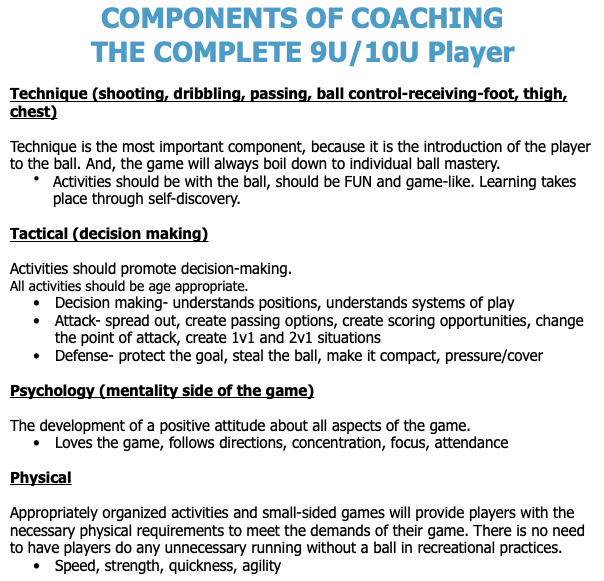 COMPONENTS OF COACHING
THE COMPLETE 9U/10U Player
Technique (shooting, dribbling, passing, ball control-receiving-foot, thigh,
chest)
Technique is the most important component, because it is the introduction of the player
to the ball. And, the game will always boil down to individual ball mastery.
• Activities should be with the ball, should be FUN and game-like. Learning takes
place through self-discovery.
Tactical (decision making)
Activities should promote decision-making.
All activities should be age appropriate.
• Decision making- understands positions, understands systems of play
• Attack- spread out, create passing options, create scoring opportunities, change
the point of attack, create 1v1 and 2v1 situations
• Defense- protect the goal, steal the ball, make it compact, pressure/cover
Psychology (mentality side of the game)
The development of a positive attitude about all aspects of the game.
• Loves the game, follows directions, concentration, focus, attendance
Physical
Appropriately organized activities and small-sided games will provide players with the
necessary physical requirements to meet the demands of their game. There is no need
to have players do any unnecessary running without a ball in recreational practices.
• Speed, strength, quickness, agility